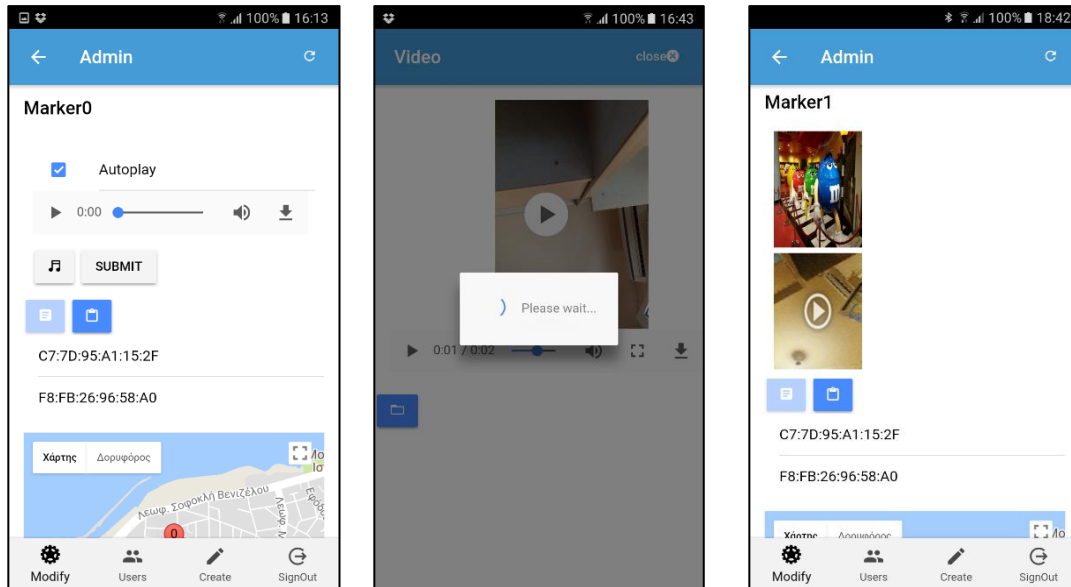 100% 16:13
Admin
Marker0
Autoplay
0:00
SUBMIT
C7:7D:95:A1:15:2F
F8:FB:26:96:58:A0
Χάρτης Δορυφόρος
Λεωφ. Σοφοκλή Βενιζέλου
0
Modify Users Create SignOut
100% 16:43
Video close
Please wait...
0:01 / 0:02
100% 18:42
Admin
Marker1
m
C7:7D:95:A1:15:2F
F8:FB:26:96:58:A0
Χάρτης Δορυφόρος
Modify Users Create SignOut